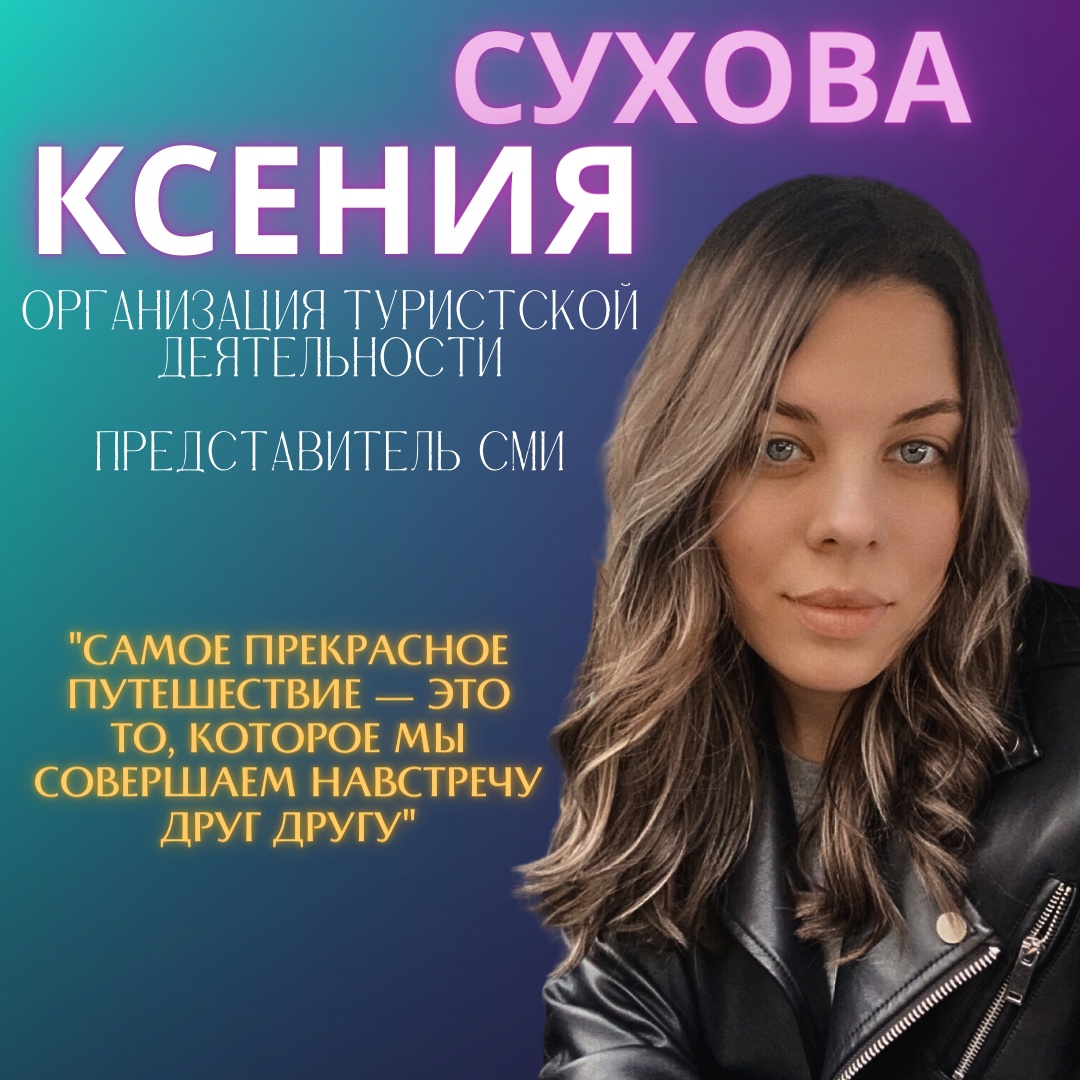 СУХОВА
КСЕНИЯ
ОРГАНИЗАЦИЯ ТУРИСТСКОЙ
ДЕЯТЕЛЬНОСТИ
ПРЕДСТАВИТЕЛЬ СМИ
"САМОЕ ПРЕКРАСНОЕ
ПУТЕШЕСТВИЕ — ЭТО
ТО, КОТОРОЕ МЫ
СОВЕРШАЕМ НАВСТРЕЧУ
ДРУГ ДРУГУ"